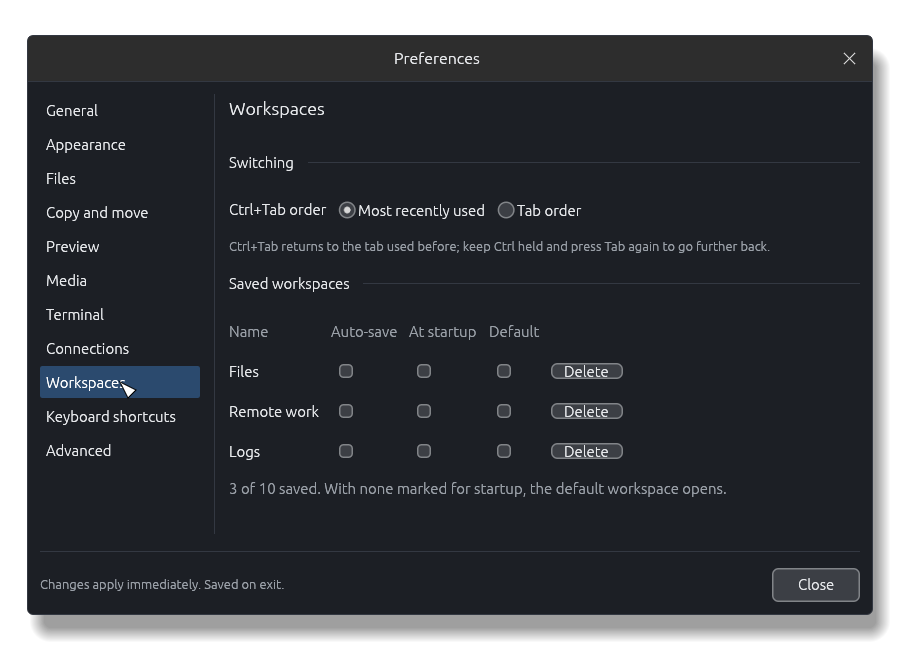 Preferences
General
Appearance
Files
Copy and move
Preview
Media
Terminal
Connections
Workspaces
Keyboard shortcuts
Advanced
Workspaces
Switching
Ctrl+Tab order Most recently used Tab order
Ctrl+Tab returns to the tab used before; keep Ctrl held and press Tab again to go further back.
Saved workspaces
Name Auto-save At startup Default
Files Delete
Remote work Delete
Logs Delete
3 of 10 saved. With none marked for startup, the default workspace opens.
Changes apply immediately. Saved on exit.
Close